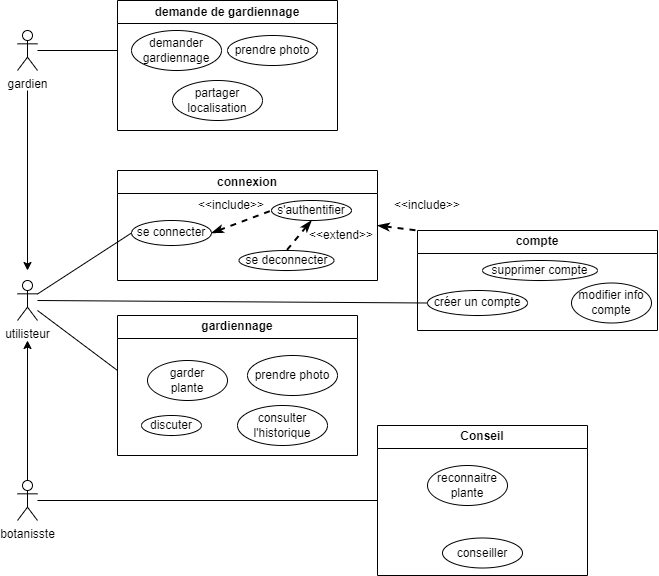 demande de gardiennage
demander
gardiennage
prendre photo
partager
localisation
gardien
connexion
<<include>>
s'authentifier
se connecter
<<extend>>
se deconnecter
<<include>>
compte
supprimer compte
créer un compte
modifier info
compte
utilisteur
gardiennage
garder
plante
prendre photo
discuter
consulter
l'historique
Conseil
reconnaitre
plante
conseiller
botanisste